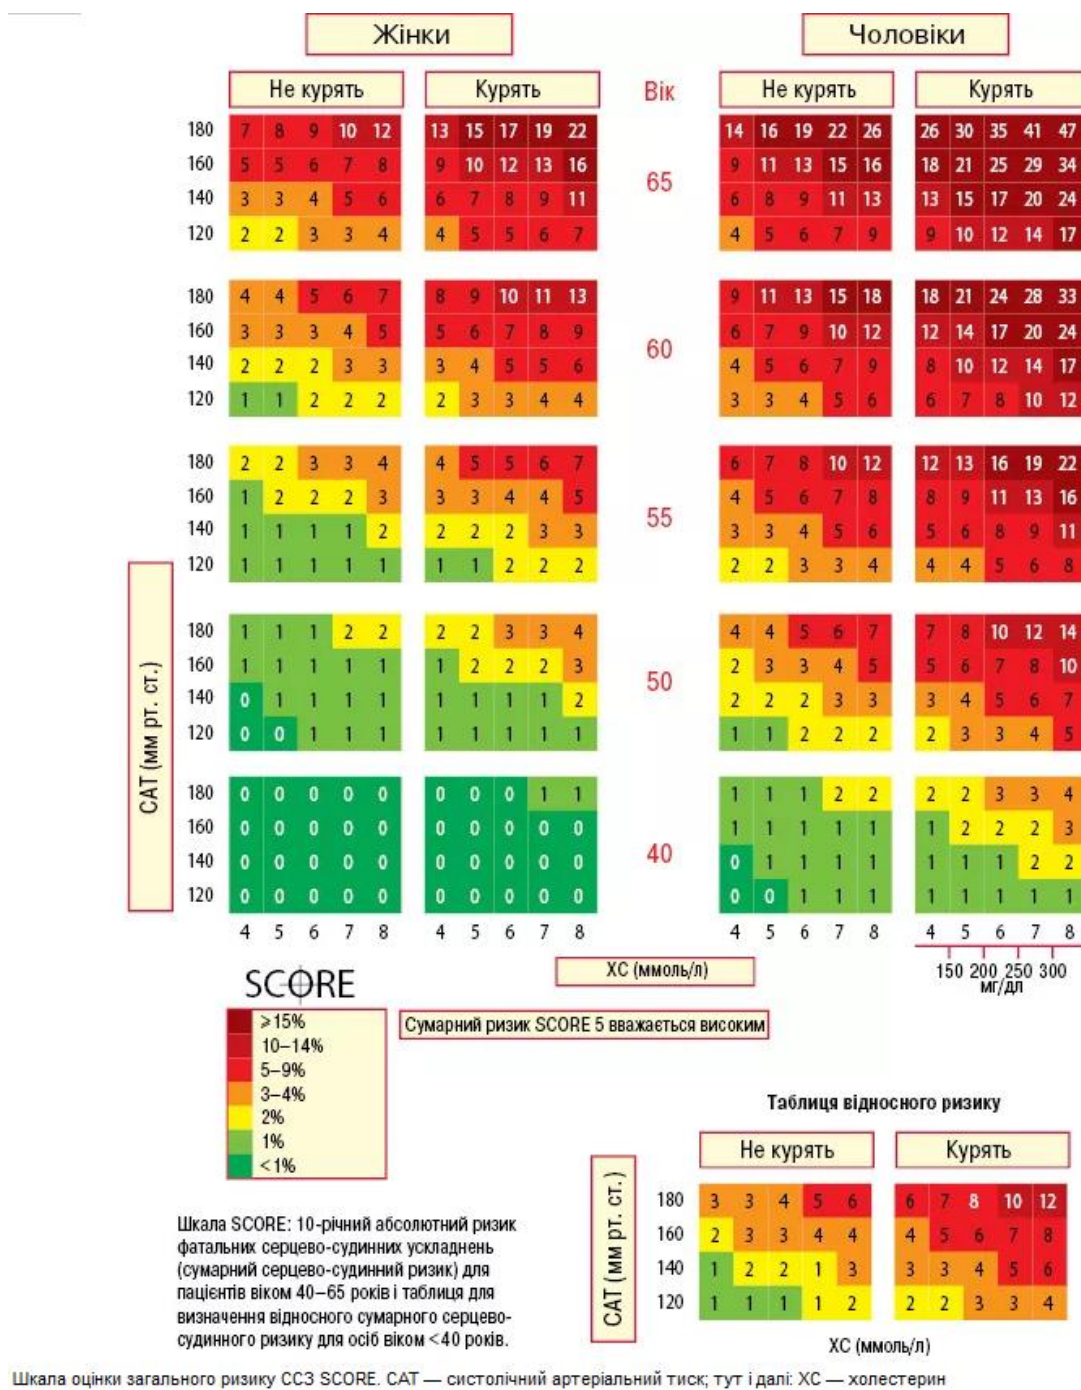 Жінки Чоловіки
Не курять Курять Вік Не курять Курять
180 7 8 9 10 12 13 15 17 19 22 14 16 19 22 26 26 30 35 41 47
160 5 5 6 7 8 9 10 12 13 16 9 11 13 15 16 18 21 25 29 34
65
140 3 3 4 5 6 6 7 8 9 11 6 8 9 11 13 13 15 17 20 24
120 2 2 3 3 4 4 5 5 6 7 4 5 6 7 9 9 10 12 14 17
180 4 4 5 6 7 8 9 10 11 13 9 11 13 15 18 18 21 24 28 33
160 3 3 3 4 5 5 6 7 8 9 6 7 9 10 12 12 14 17 20 24
60
140 2 2 2 3 3 3 4 5 5 6 4 5 6 7 9 8 10 12 14 17
120 1 1 2 2 2 2 3 3 4 4 3 3 4 5 6 6 7 8 10 12
180 2 2 3 3 4 4 5 5 6 7 6 7 8 10 12 12 13 16 19 22
160 1 2 2 2 3 3 3 4 4 5 4 5 6 7 8 8 9 11 13 16
55
140 1 1 1 1 2 2 2 2 3 3 3 3 4 5 6 5 6 8 9 11
120 1 1 1 1 1 1 1 2 2 2 2 2 3 3 4 4 4 5 6 8
180 1 1 1 2 2 2 2 3 3 4 4 4 5 6 7 7 8 10 12 14
160 1 1 1 1 1 1 2 2 2 3 2 3 3 4 5 5 6 7 8 10
50
140 0 1 1 1 1 1 1 1 1 2 2 2 2 3 3 3 4 5 6 7
120 0 0 1 1 1 1 1 1 1 1 1 1 2 2 2 2 3 3 4 5
180 0 0 0 0 0 0 0 0 1 1 1 1 1 2 2 2 2 3 3 4
160 0 0 0 0 0 0 0 0 0 0 1 1 1 1 1 1 2 2 2 3
40
140 0 0 0 0 0 0 0 0 0 0 0 1 1 1 1 1 1 1 2 2
120 0 0 0 0 0 0 0 0 0 0 0 0 1 1 1 1 1 1 1 1
4 5 6 7 8 4 5 6 7 8 4 5 6 7 8 4 5 6 7 8
САТ (мм рт. ст.)
150 200 250 300
мг/дл
ХС (ммоль/л)
SCORE
⩾15%
10–14%
5–9%
3–4%
2%
1%
<1%
Сумарний ризик SCORE 5 вважається високим
Таблиця відносного ризику
Не курять Курять
САТ (мм рт. ст.)
180 3 3 4 5 6 6 7 8 10 12
160 2 3 3 4 4 4 5 6 7 8
140 1 2 2 1 3 3 3 4 5 6
120 1 1 1 1 2 2 2 3 3 4
ХС (ммоль/л)
Шкала SCORE: 10-річний абсолютний ризик
фатальних серцево-судинних ускладнень
(сумарний серцево-судинний ризик) для
пацієнтів віком 40–65 років і таблиця для
визначення відносного сумарного серцево-
судинного ризику для осіб віком <40 років.
Шкала оцінки загального ризику ССЗ SCORE. САТ — систолічний артеріальний тиск; тут і далі: ХС — холестерин